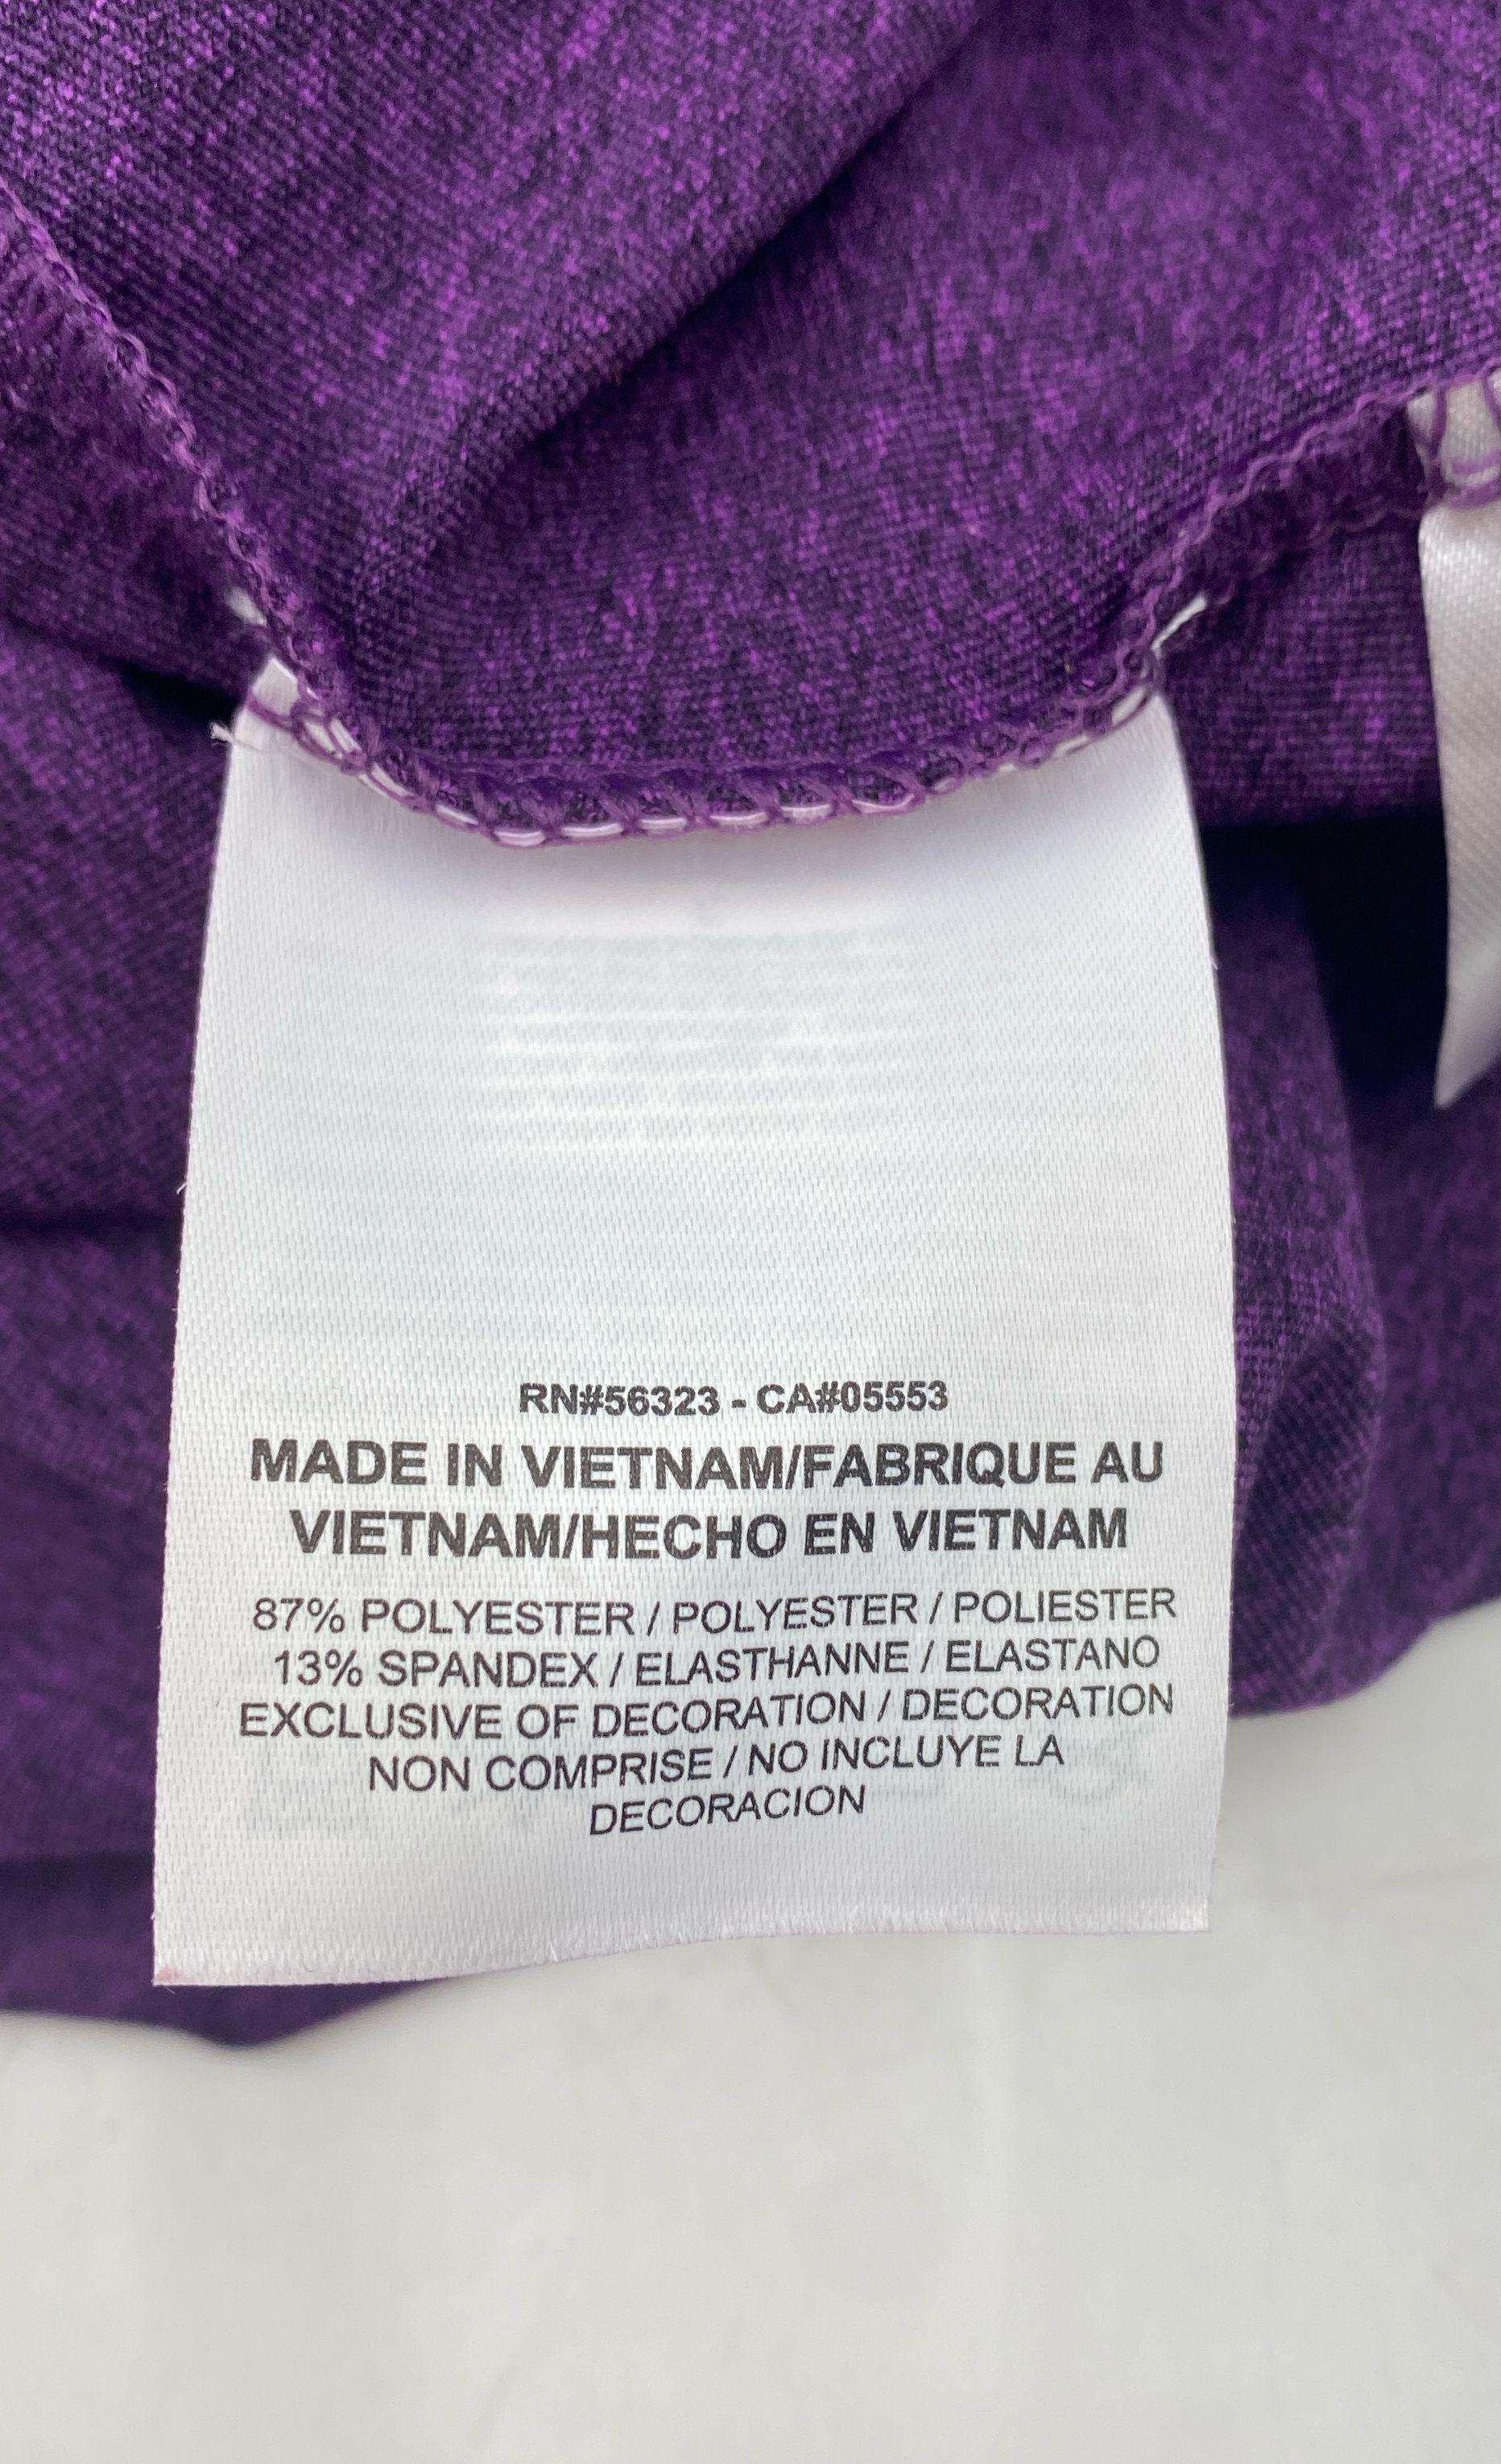 RN#56323 - CA#05553
MADE IN VIETNAM/FABRIQUE AU
VIETNAM/HECHO EN VIETNAM
87% POLYESTER / POLYESTER / POLIESTER
13% SPANDEX / ELASTHANNE / ELASTANO
EXCLUSIVE OF DECORATION / DECORATION
NON COMPRISE / NO INCLUYE LA
DECORACION